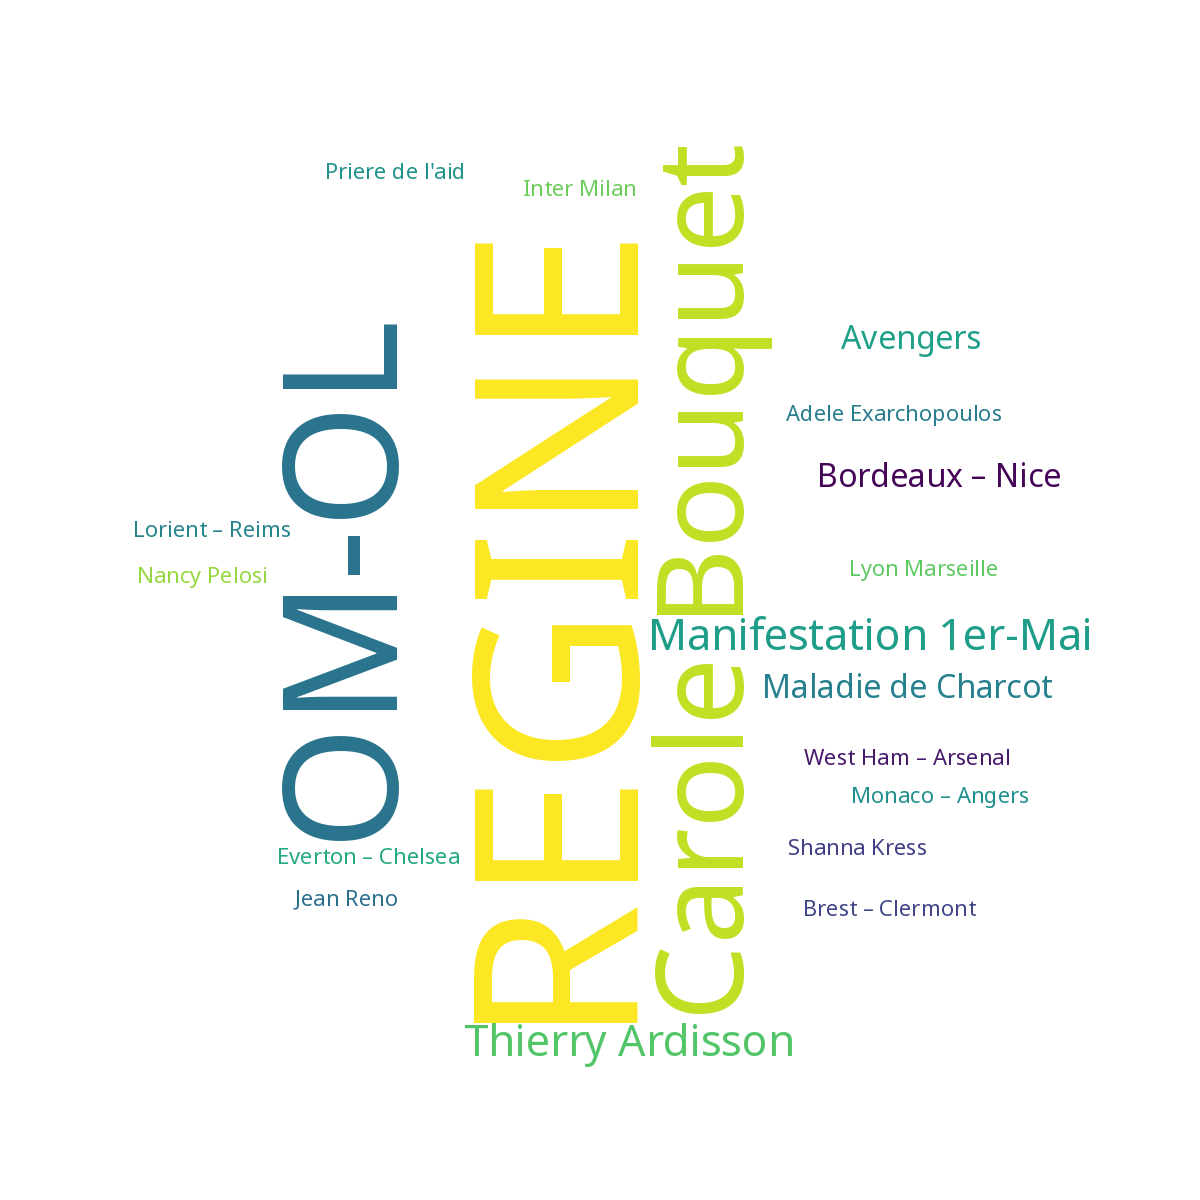 Priere de l'aid
Inter Milan
Carole Bouquet
REGINE
OM-OL
Avengers
Adele Exarchopoulos
Bordeaux – Nice
Lorient – Reims
Lyon Marseille
Nancy Pelosi
Manifestation 1er-Mai
Maladie de Charcot
West Ham – Arsenal
Monaco – Angers
Shanna Kress
Everton – Chelsea
Jean Reno
Brest – Clermont
Thierry Ardisson